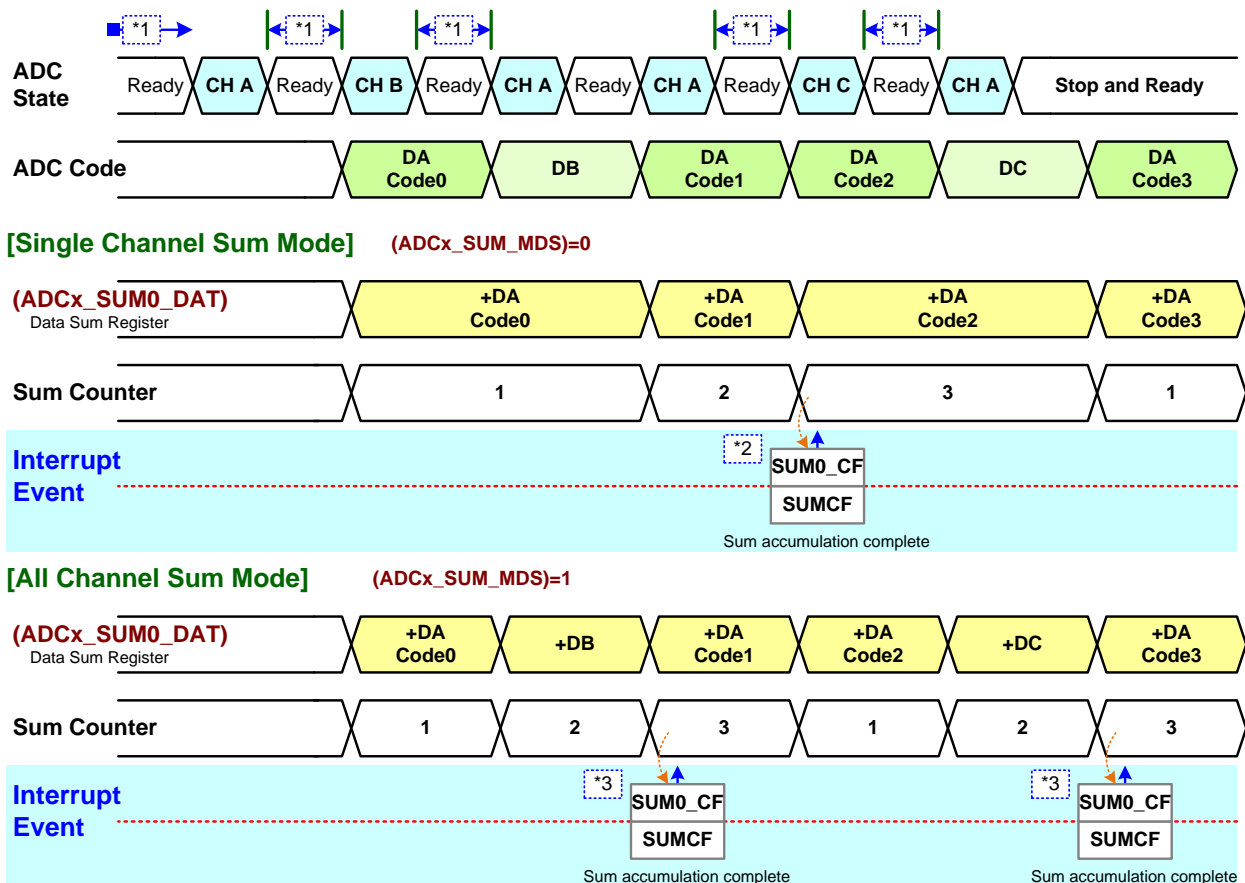 *1 *1 *1 *1 *1
ADC
State
Ready CH A Ready CH B Ready CH A Ready CH A Ready CH C Ready CH A Stop and Ready
ADC Code
DA
Code0
DB
DA
Code1
DA
Code2
DC
DA
Code3
[Single Channel Sum Mode] (ADCx_SUM_MDS)=0
(ADCx_SUM0_DAT)
Data Sum Register
+DA
Code0
+DA
Code1
+DA
Code2
+DA
Code3
Sum Counter 1 2 3 1
Interrupt
Event
*2
SUM0_CF
SUMCF
Sum accumulation complete
[All Channel Sum Mode] (ADCx_SUM_MDS)=1
(ADCx_SUM0_DAT)
Data Sum Register
+DA
Code0
+DB
+DA
Code1
+DA
Code2
+DC
+DA
Code3
Sum Counter 1 2 3 1 2 3
Interrupt
Event
*3
SUM0_CF
SUMCF
Sum accumulation complete
*3
SUM0_CF
SUMCF
Sum accumulation complete